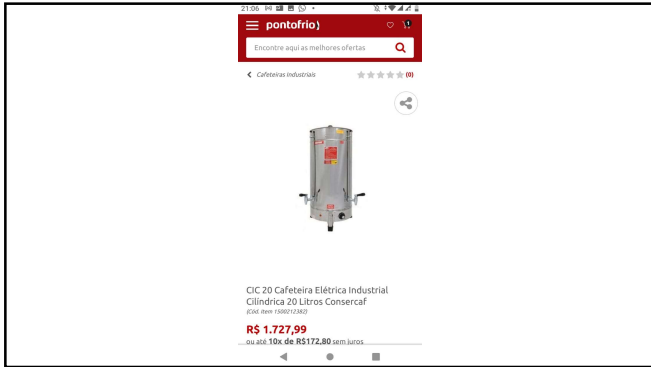 21:06
pontofrio
1
Encontre aqui as melhores ofertas
Cafeteiras Industriais
(0)
CIC 20 Cafeteira Elétrica Industrial
Cilíndrica 20 Litros Consercaf
(Cód. Item 1500212382)
R$ 1.727,99
ou até 10x de R$172,80 sem juros